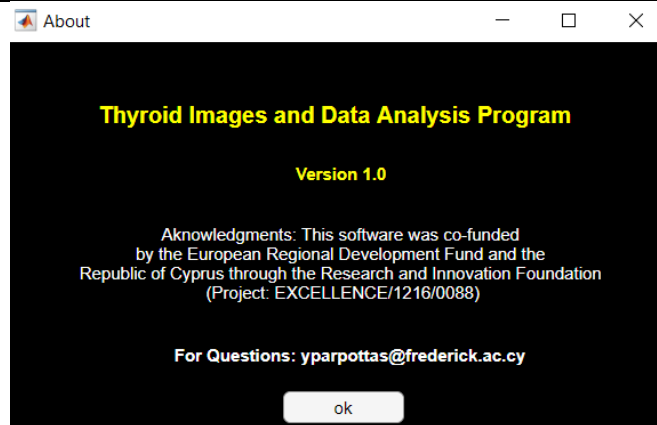 About
Thyroid Images and Data Analysis Program
Version 1.0
Aknowledgments: This software was co-funded
by the European Regional Development Fund and the
Republic of Cyprus through the Research and Innovation Foundation
(Project: EXCELLENCE/1216/0088)
For Questions: yparpottas@frederick.ac.cy
ok